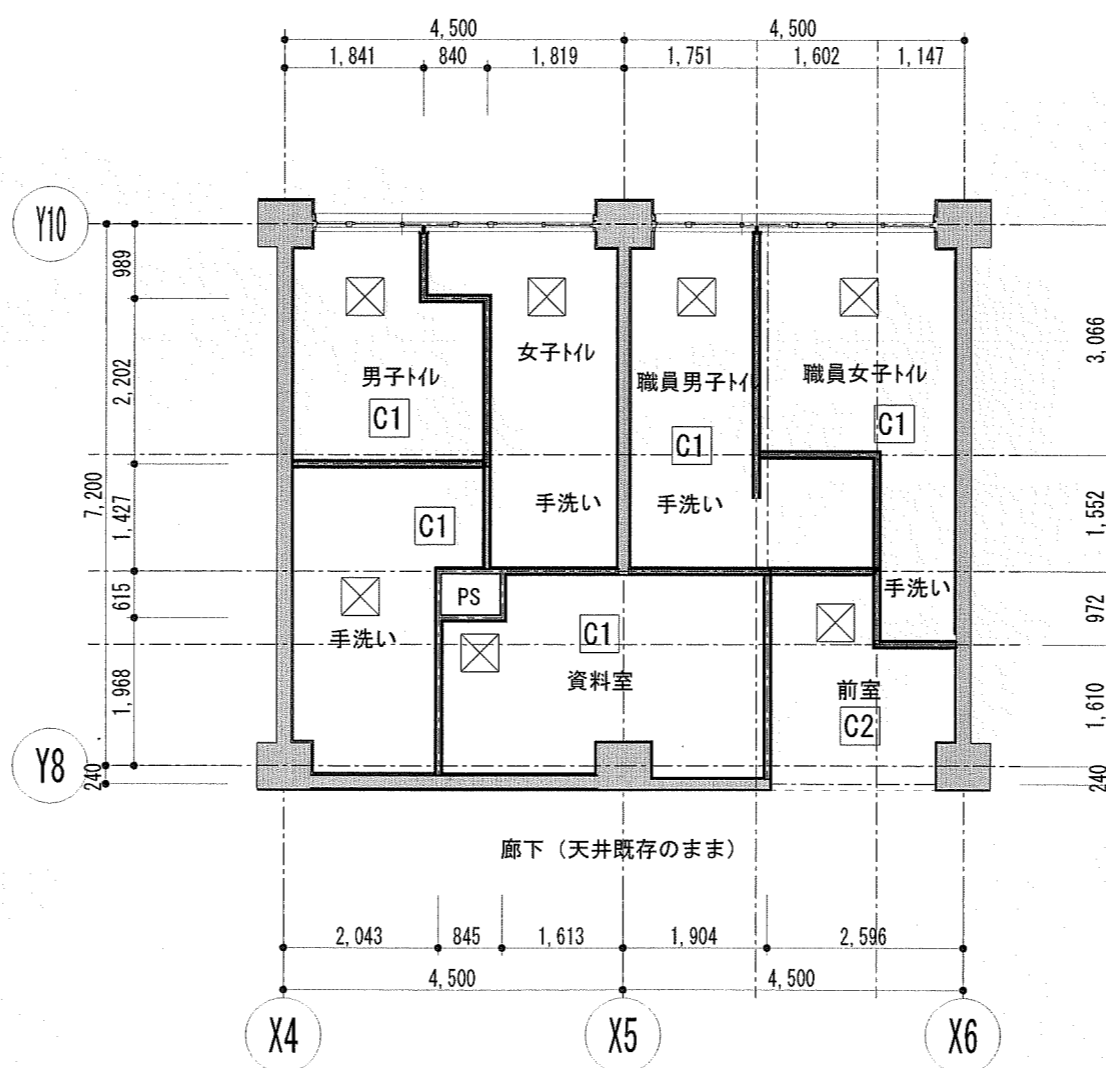 4,500
4,500
1,841
840
1,819
1,751
1,602
1,147
Y10
989
2,202
7,200
1,427
615
1,968
240
Y8
3,066
1,552
972
1,610
240
男子トイレ
C1
女子トイレ
職員男子トイレ
C1
職員女子トイレ
C1
手洗い
手洗い
C1
手洗い
PS
手洗い
C1
資料室
前室
C2
廊下（天井既存のまま）
2,043
845
1,613
1,904
2,596
4,500
4,500
X4
X5
X6